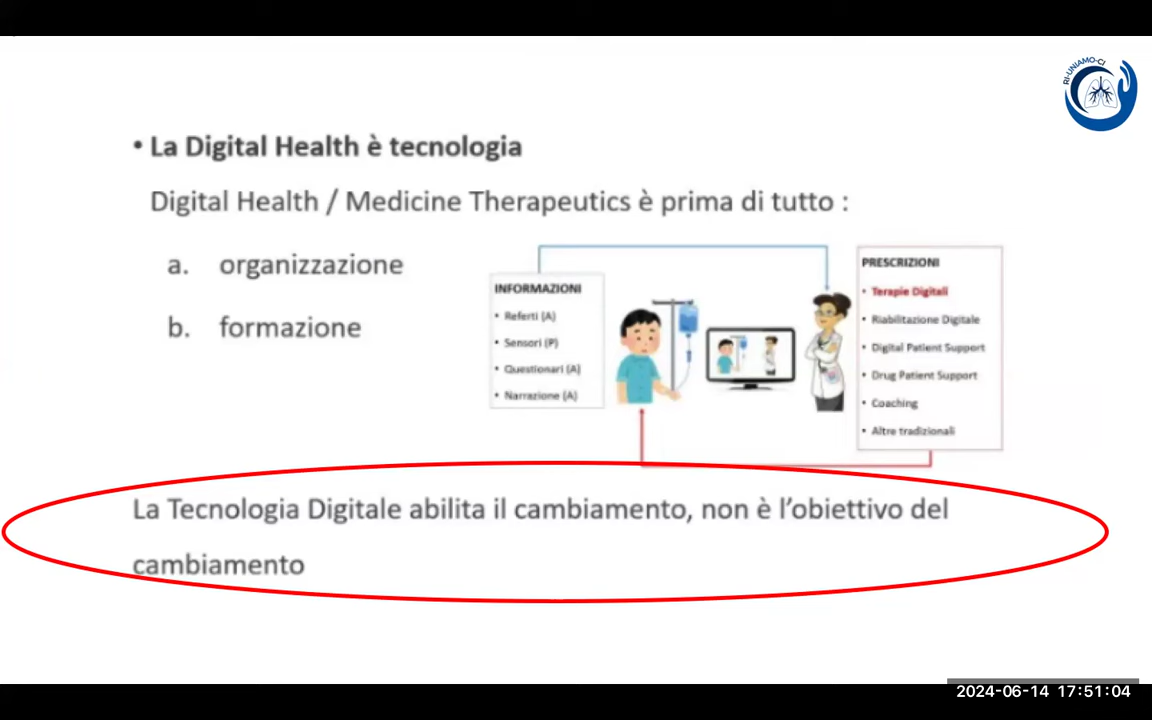 RI-UNIAMO-CI
• La Digital Health è tecnologia
Digital Health / Medicine Therapeutics è prima di tutto :
a. organizzazione
b. formazione
INFORMAZIONI
• Referti (A)
• Sensori (P)
• Questionari (A)
• Narrazione (A)
PRESCRIZIONI
• Terapie Digitali
• Riabilitazione Digitale
• Digital Patient Support
• Drug Patient Support
• Coaching
• Altre tradizionali
La Tecnologia Digitale abilita il cambiamento, non è l'obiettivo del
cambiamento
2024-06-14 17:51:04